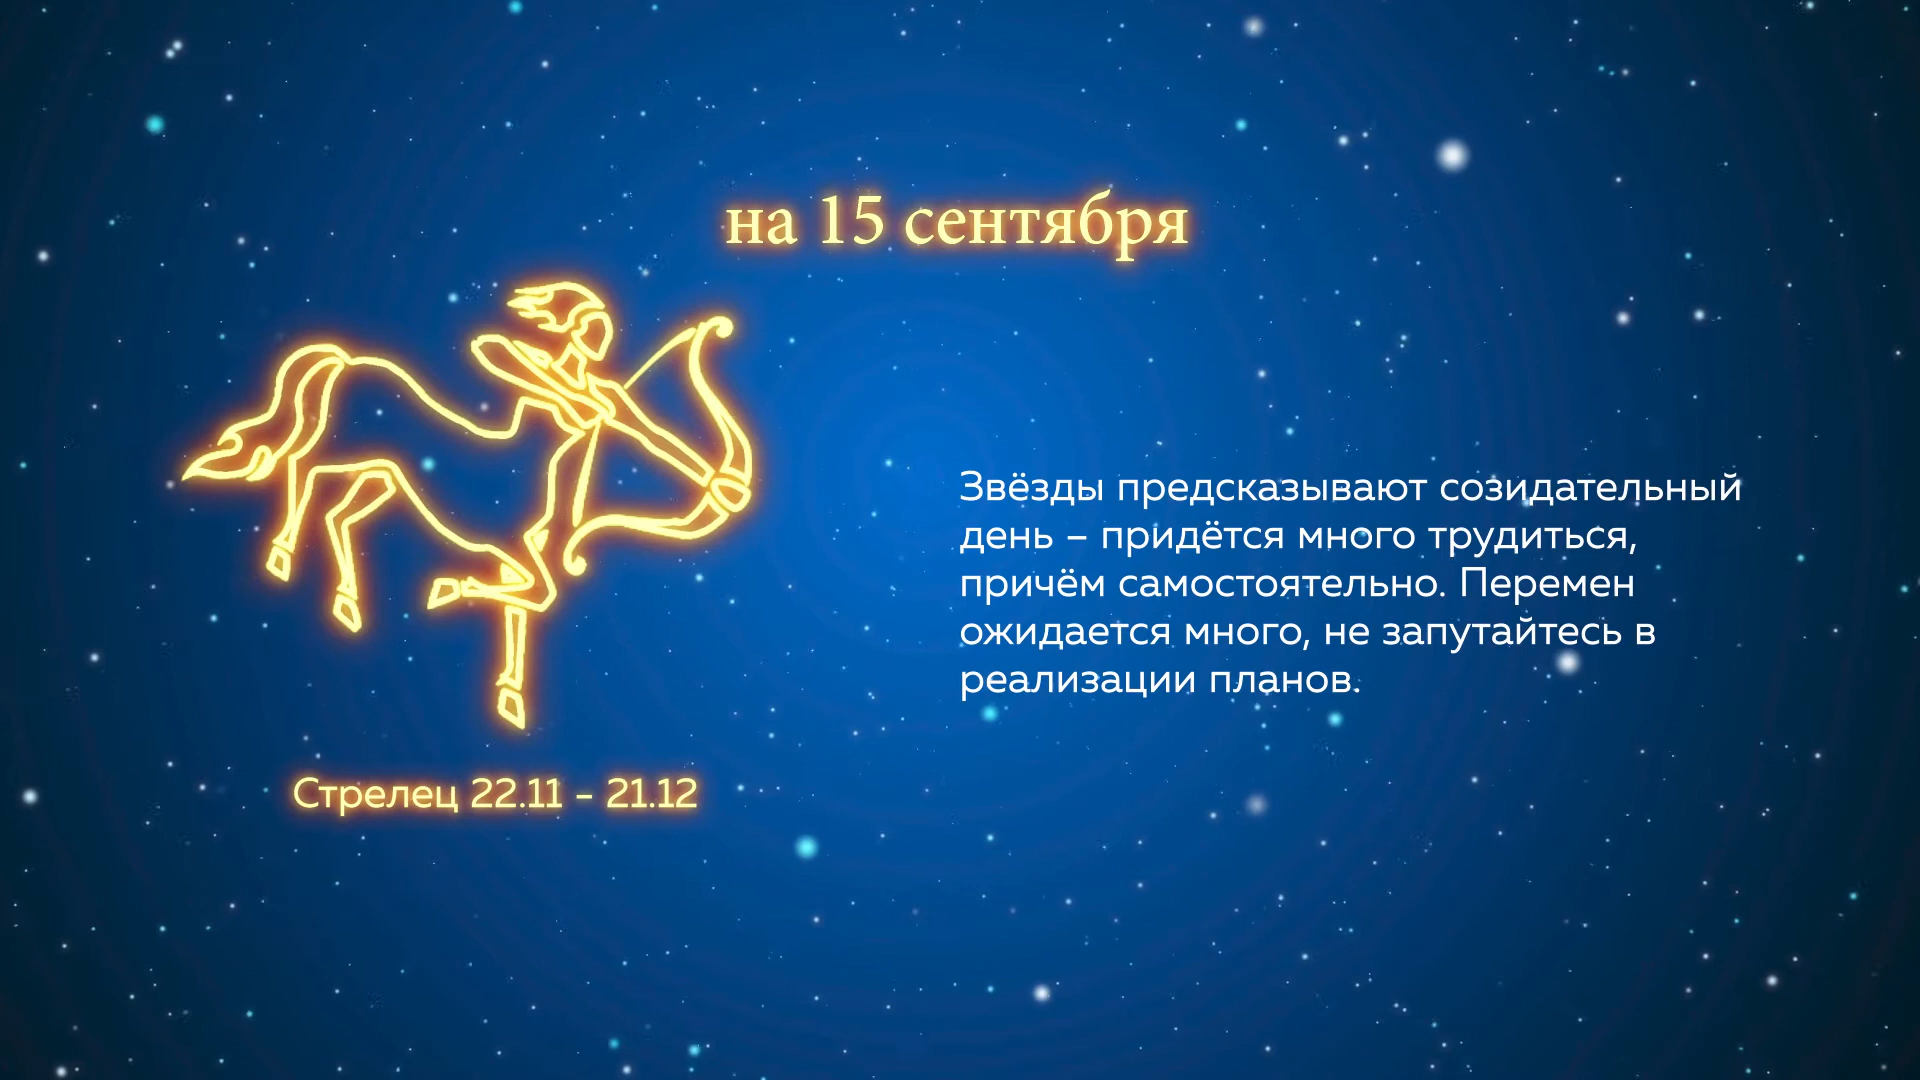 на 15 сентября
Звёзды предсказывают созидательный
день – придётся много трудиться,
причём самостоятельно. Перемен
ожидается много, не запутайтесь в
реализации планов.
Стрелец 22.11 - 21.12